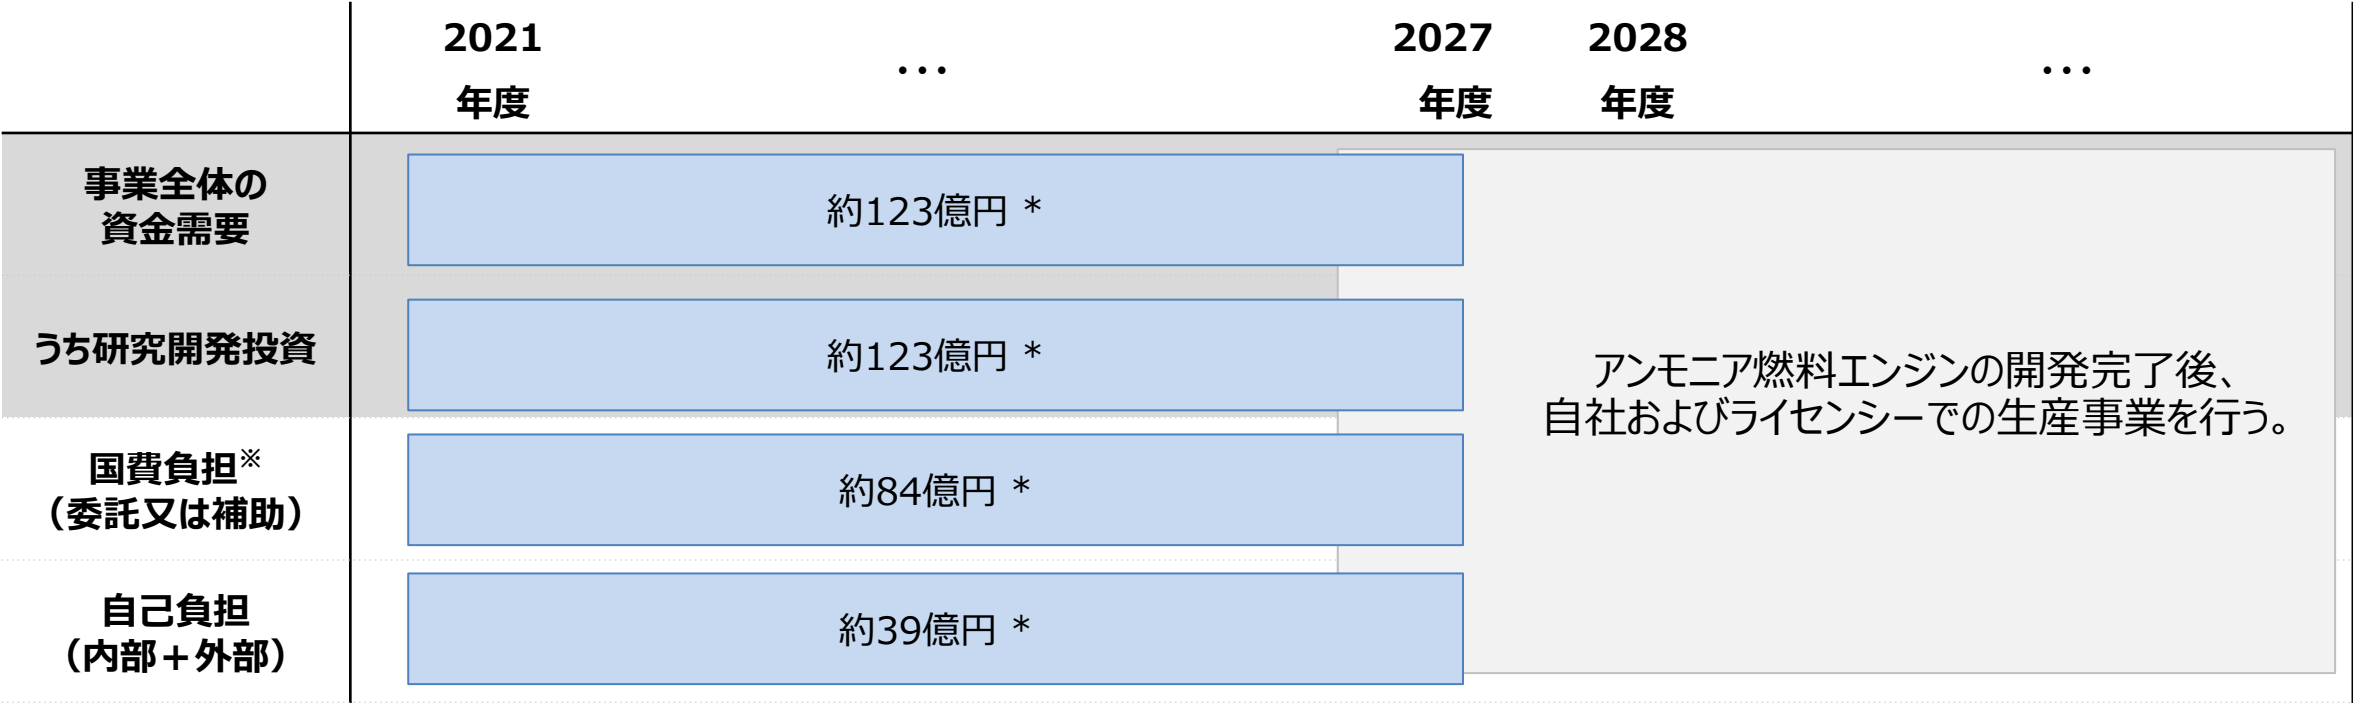 2021
年度
…
2027
年度
2028
年度
…
事業全体の
資金需要
約123億円 *
うち研究開発投資
約123億円 *
国費負担※
（委託又は補助）
約84億円 *
自己負担
（内部＋外部）
約39億円 *
アンモニア燃料エンジンの開発完了後、
自社およびライセンシーでの生産事業を行う。